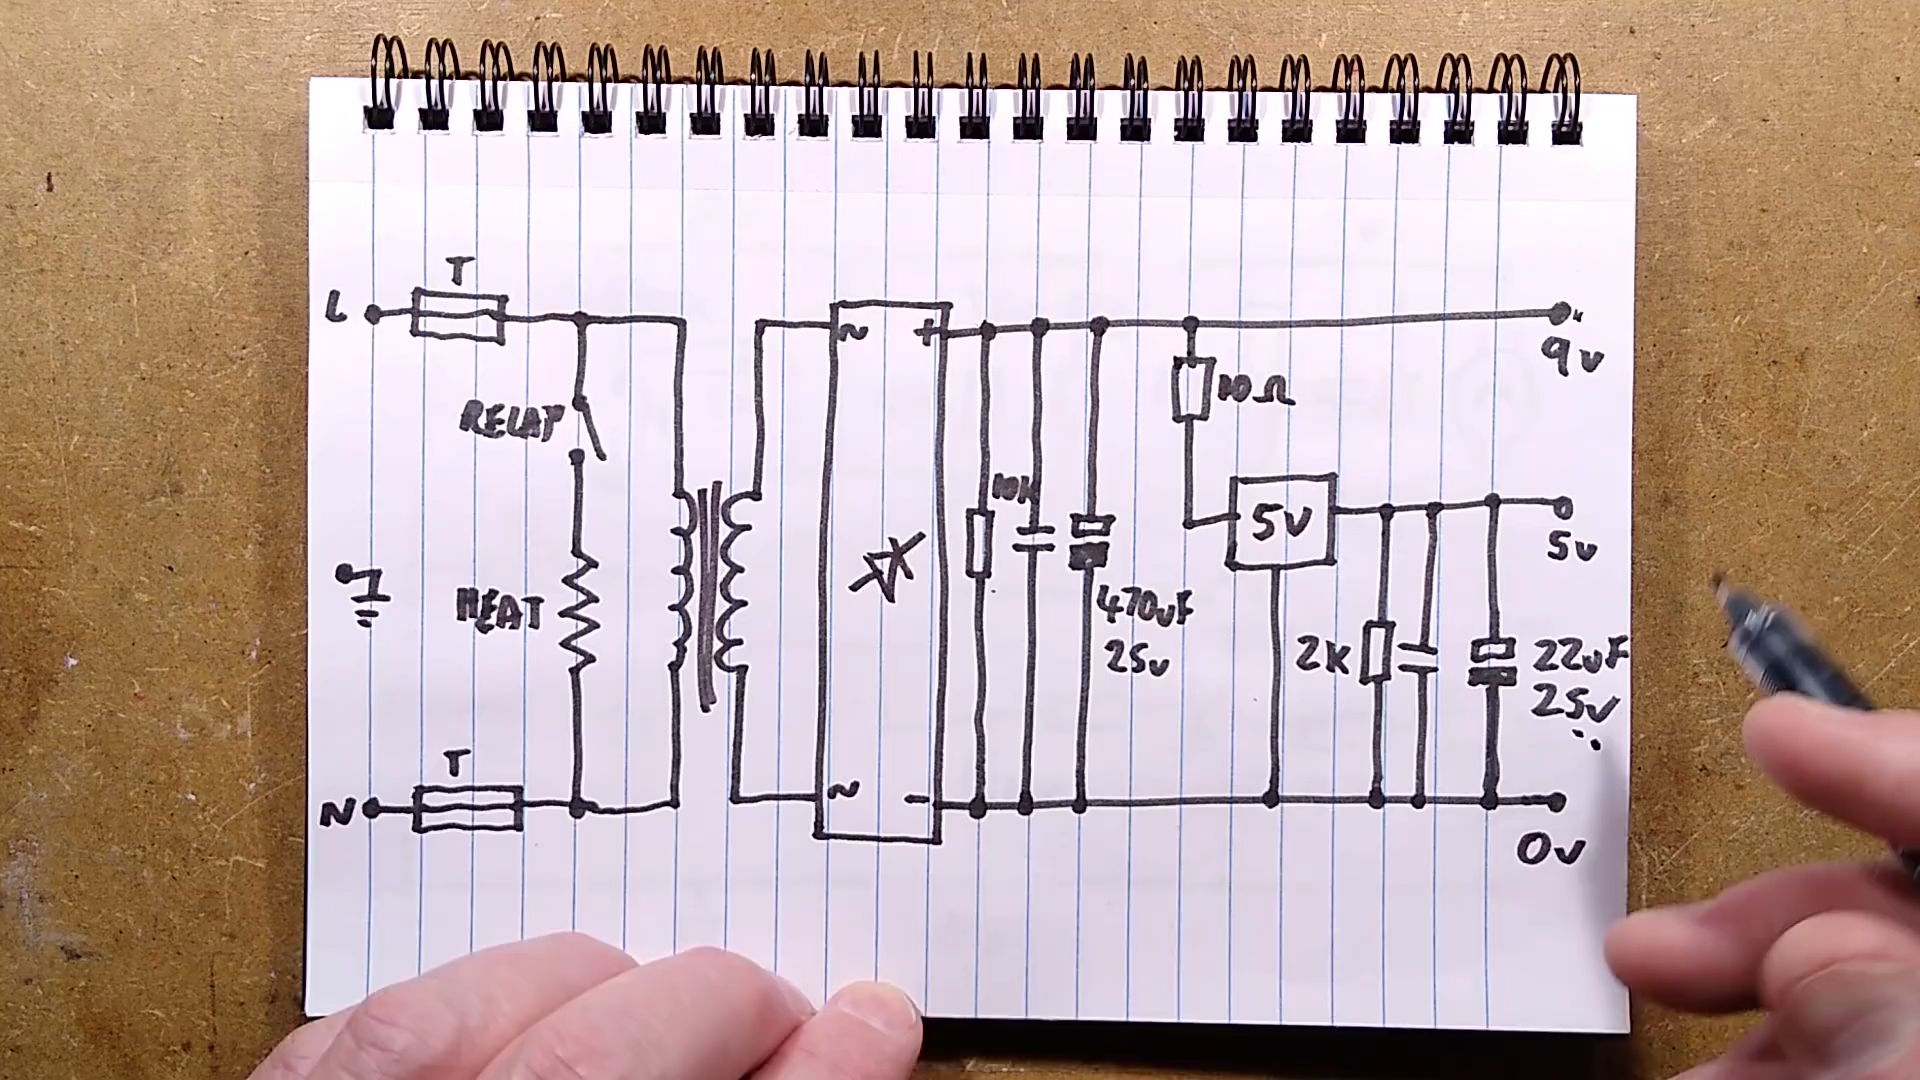 T
L
RELAY
HEAT
T
N
~
+
~
-
10K
470uF
25v
10Ω
5V
2K
22uF
25v
9v
5v
0v